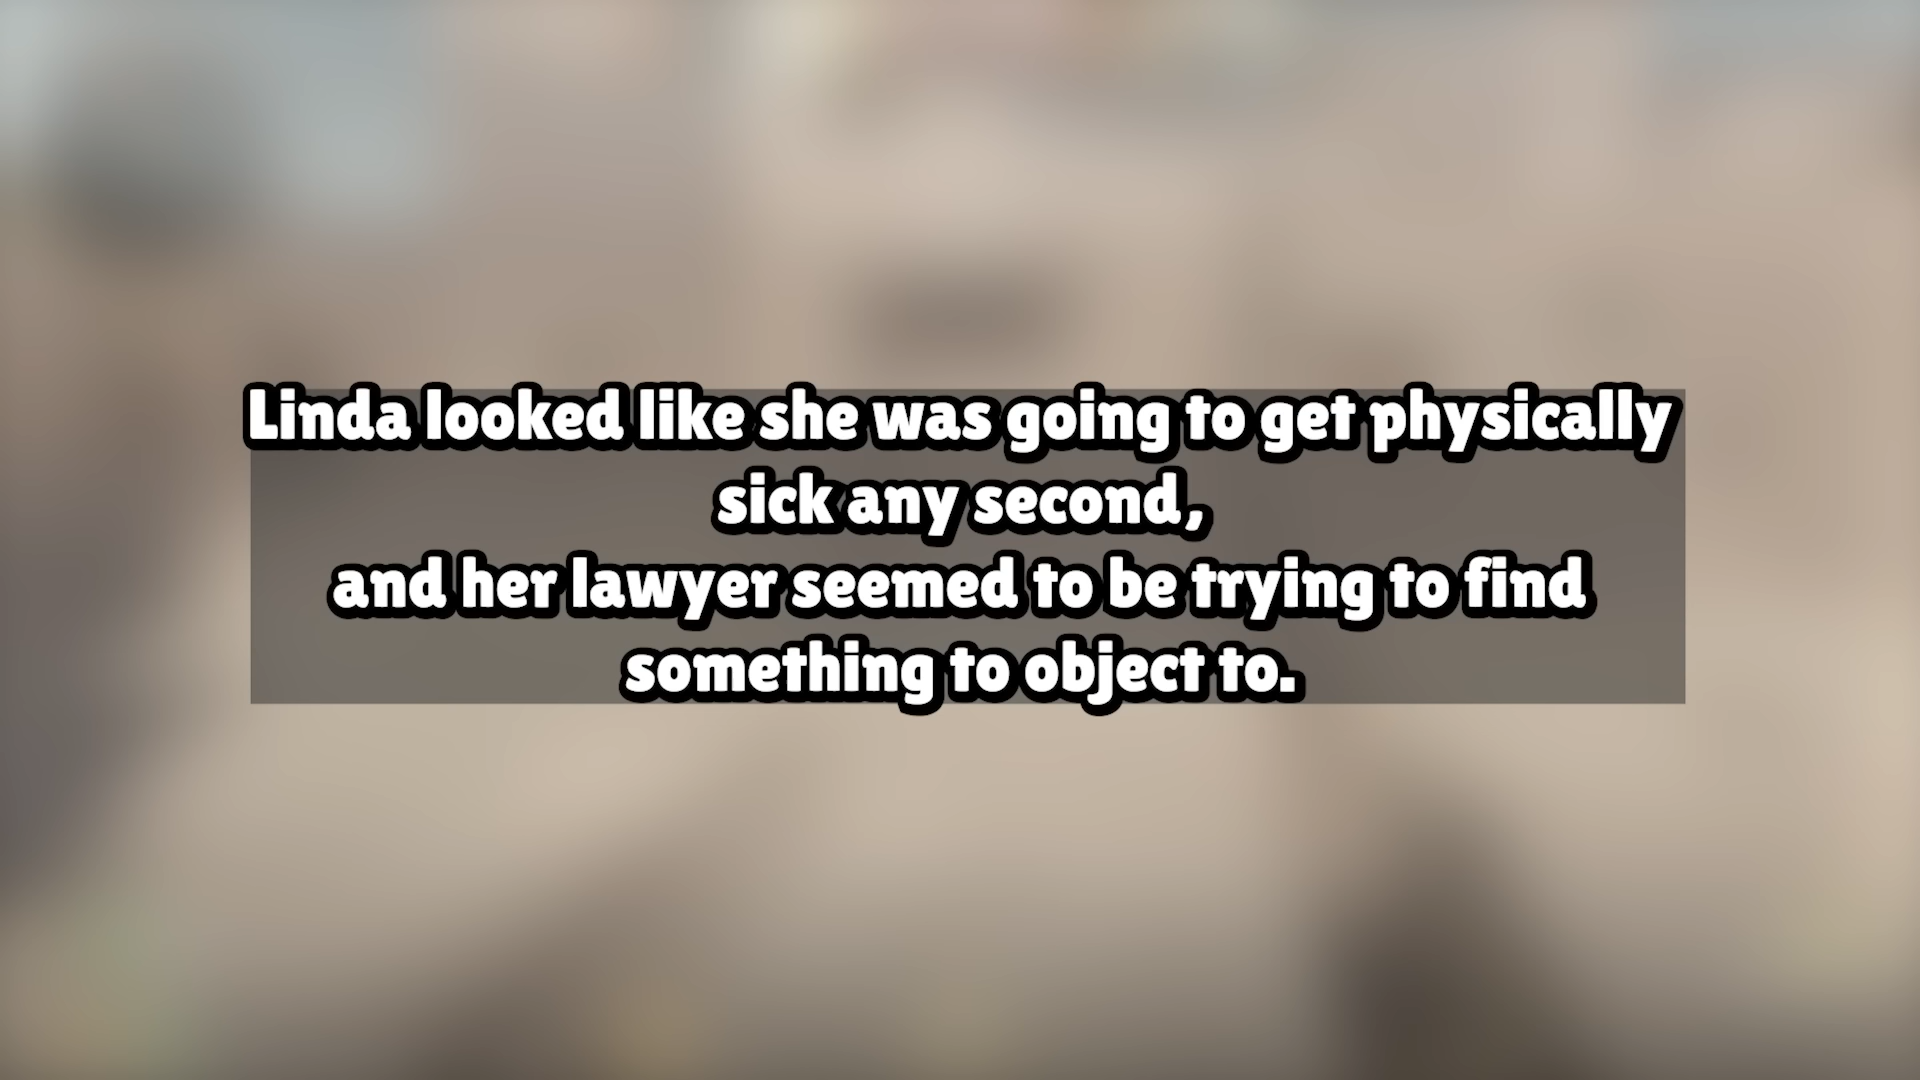 Linda looked like she was going to get physically
sick any second,
and her lawyer seemed to be trying to find
something to object to.